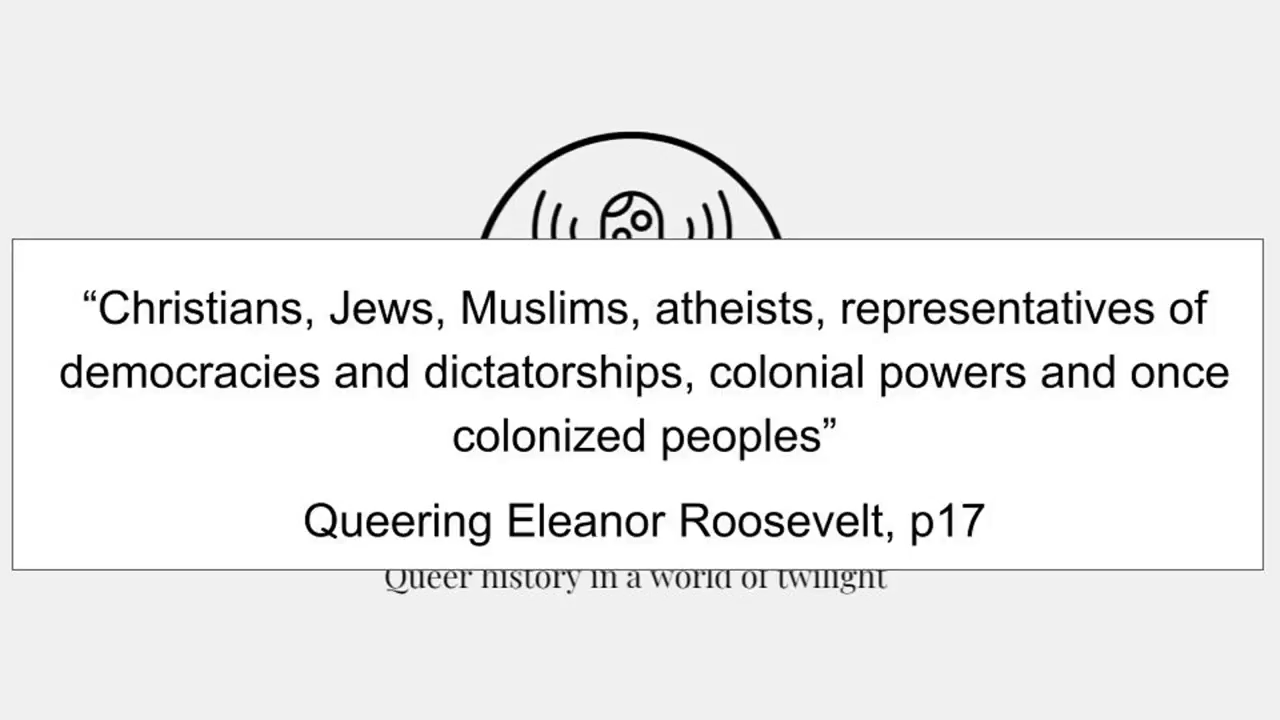 “Christians, Jews, Muslims, atheists, representatives of
democracies and dictatorships, colonial powers and once
colonized peoples”
Queering Eleanor Roosevelt, p17
Queer history in a world of twilight